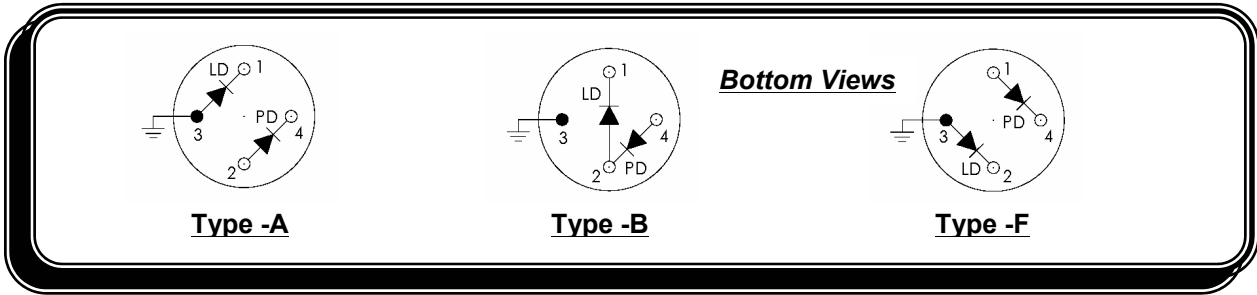 LD 1
PD
3 4
2
Type -A
1
LD
3 4
2 PD
Type -B
Bottom Views
1
PD
3 4
LD 2
Type -F